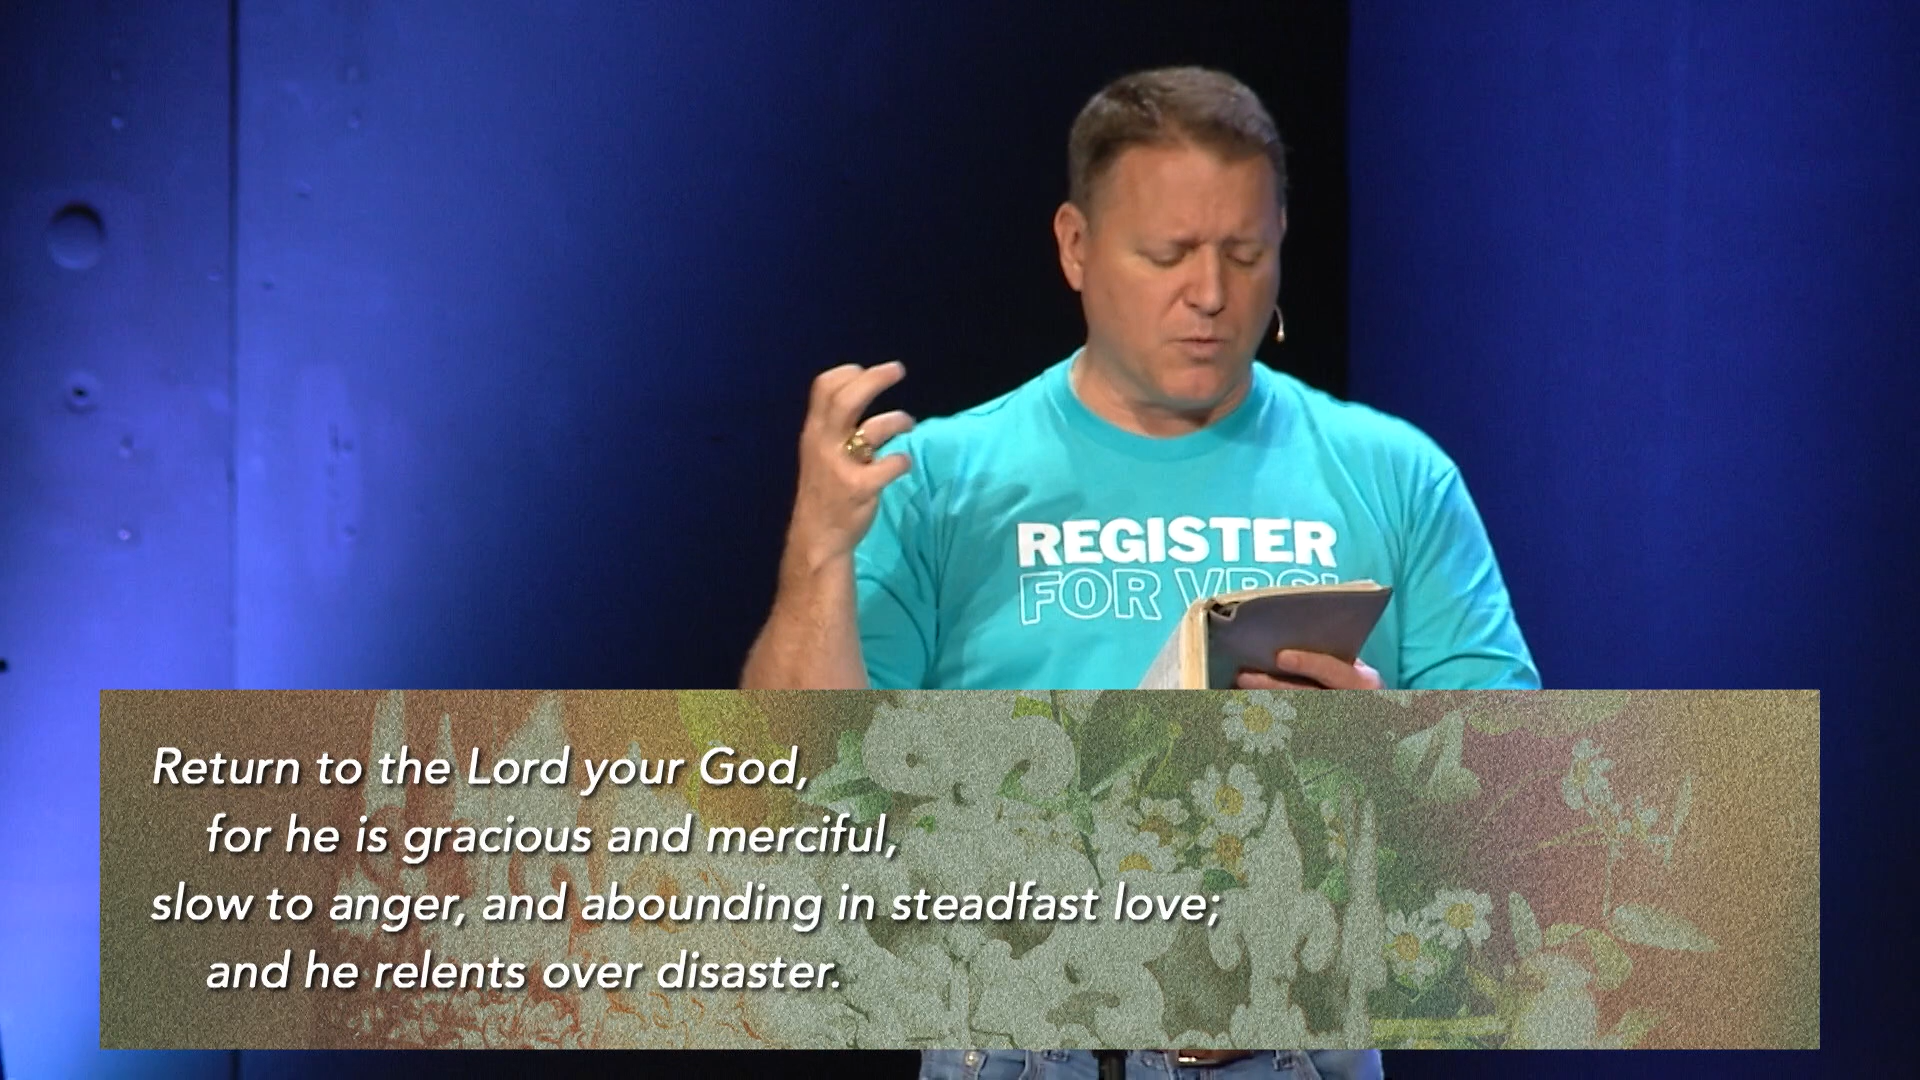 REGISTER
FOR VBS!
Return to the Lord your God,
for he is gracious and merciful,
slow to anger, and abounding in steadfast love;
and he relents over disaster.